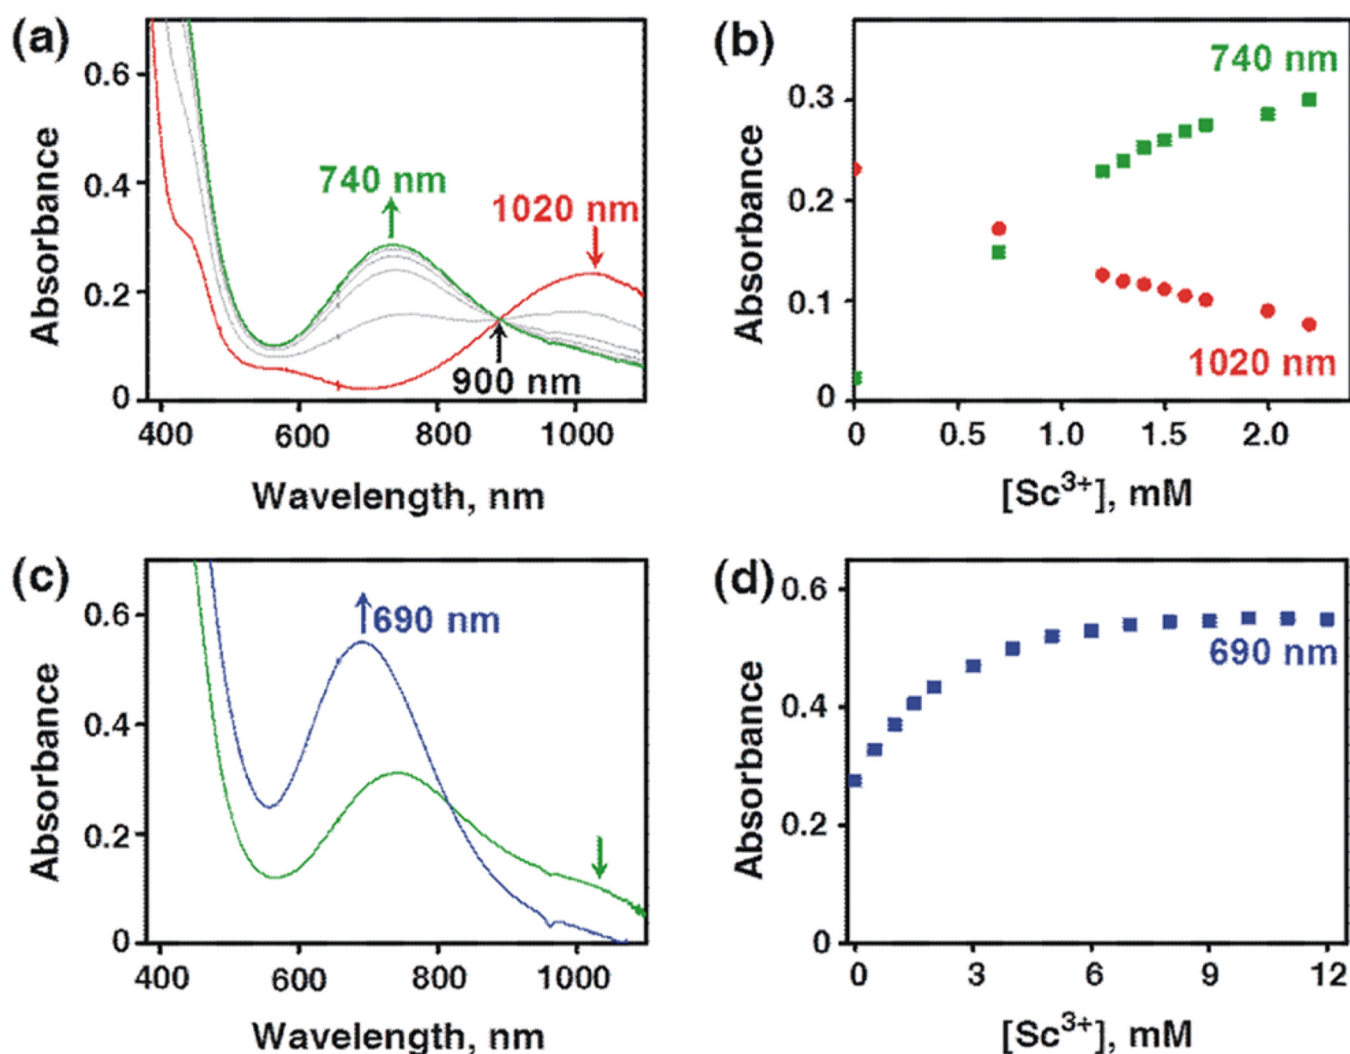 (a)
0.6
0.4
0.2
0
740 nm
1020 nm
900 nm
400 600 800 1000
Absorbance
Wavelength, nm
(b)
0.3
0.2
0.1
0
740 nm
1020 nm
0 0.5 1.0 1.5 2.0
Absorbance
[Sc³⁺], mM
(c)
0.6
0.4
0.2
0
690 nm
400 600 800 1000
Absorbance
Wavelength, nm
(d)
0.6
0.4
0.2
0
690 nm
0 3 6 9 12
Absorbance
[Sc³⁺], mM